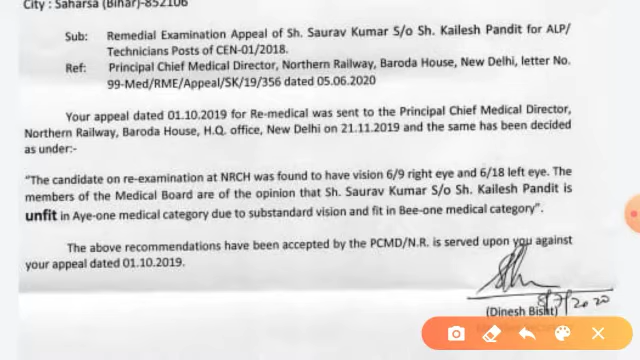 City : Saharsa (Bihar)-852106
Sub: Remedial Examination Appeal of Sh. Saurav Kumar S/o Sh. Kailesh Pandit for ALP/
Technicians Posts of CEN-01/2018.
Ref: Principal Chief Medical Director, Northern Railway, Baroda House, New Delhi, letter No.
99-Med/RME/Appeal/SK/19/356 dated 05.06.2020
Your appeal dated 01.10.2019 for Re-medical was sent to the Principal Chief Medical Director,
Northern Railway, Baroda House, H.Q. office, New Delhi on 21.11.2019 and the same has been decided
as under:-
"The candidate on re-examination at NRCH was found to have vision 6/9 right eye and 6/18 left eye. The
members of the Medical Board are of the opinion that Sh. Saurav Kumar S/o Sh. Kailesh Pandit is
unfit in Aye-one medical category due to substandard vision and fit in Bee-one medical category".
The above recommendations have been accepted by the PCMD/N.R. is served upon you against
your appeal dated 01.10.2019.
8/7/2020
(Dinesh Bisht)